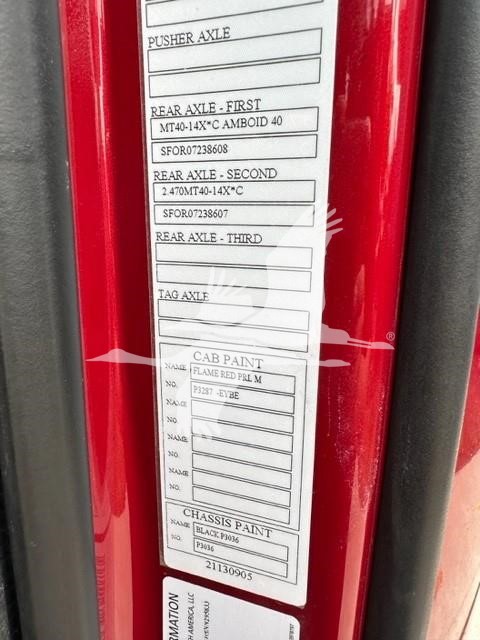 PUSHER AXLE
REAR AXLE - FIRST
MT40-14X*C AMBOID 40
SFOR07238608
REAR AXLE - SECOND
2.470MT40-14X*C
SFOR07238607
REAR AXLE - THIRD
TAG AXLE
®
CAB PAINT
NAME FLAME RED PRL M
NO. P3287 -EYBE
NAME
NO.
NAME
NO.
NAME
NO.
CHASSIS PAINT
NAME BLACK P3036
NO. P3036
21130905